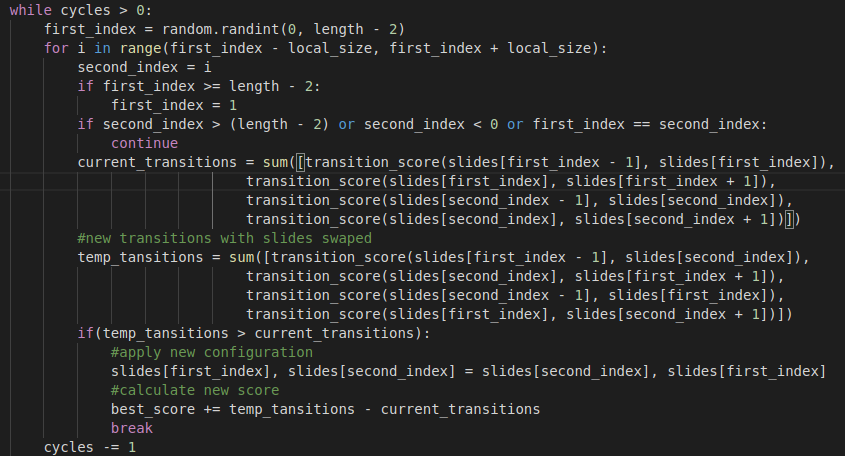 while cycles > 0:
    first_index = random.randint(0, length - 2)
    for i in range(first_index - local_size, first_index + local_size):
        second_index = i
        if first_index >= length - 2:
            first_index = 1
        if second_index > (length - 2) or second_index < 0 or first_index == second_index:
            continue
        current_transitions = sum([transition_score(slides[first_index - 1], slides[first_index]),
                            transition_score(slides[first_index], slides[first_index + 1]),
                            transition_score(slides[second_index - 1], slides[second_index]),
                            transition_score(slides[second_index], slides[second_index + 1])])
        #new transitions with slides swaped
        temp_tansitions = sum([transition_score(slides[first_index - 1], slides[second_index]),
                            transition_score(slides[second_index], slides[first_index + 1]),
                            transition_score(slides[second_index - 1], slides[first_index]),
                            transition_score(slides[first_index], slides[second_index + 1])])
        if(temp_tansitions > current_transitions):
            #apply new configuration
            slides[first_index], slides[second_index] = slides[second_index], slides[first_index]
            #calculate new score
            best_score += temp_tansitions - current_transitions
            break
    cycles -= 1